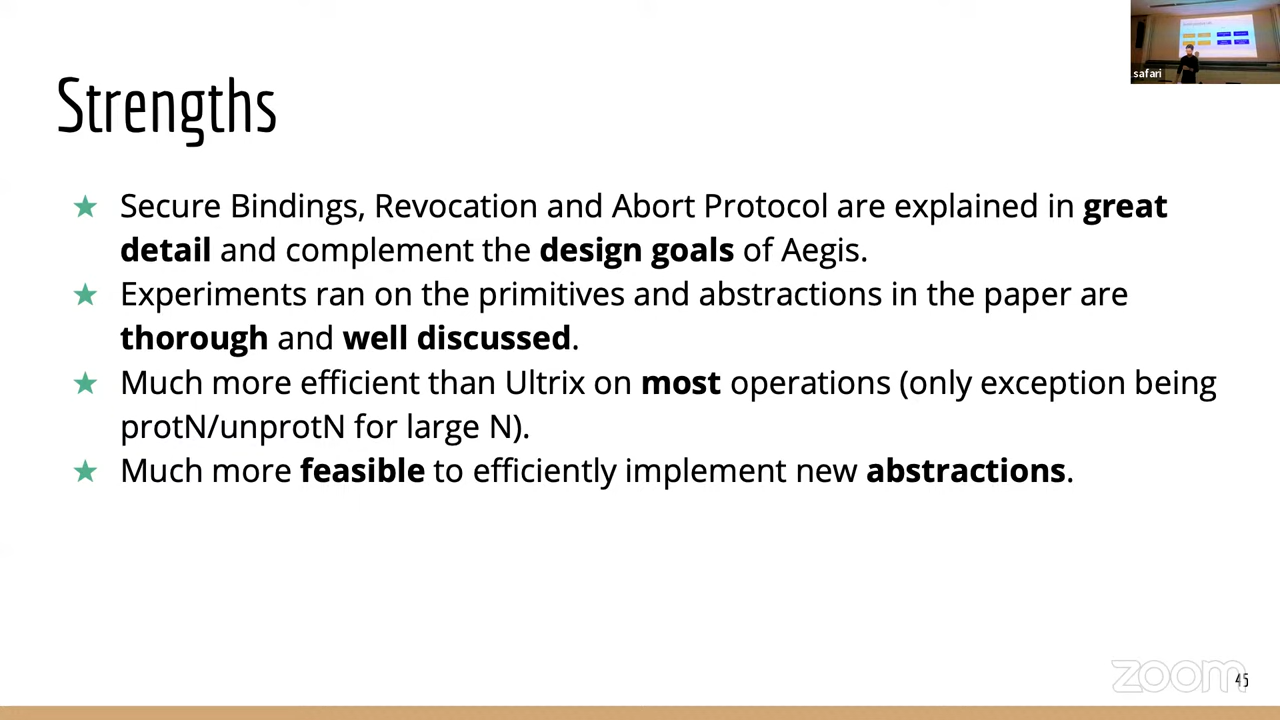 safari
Strengths
★ Secure Bindings, Revocation and Abort Protocol are explained in great
detail and complement the design goals of Aegis.
★ Experiments ran on the primitives and abstractions in the paper are
thorough and well discussed.
★ Much more efficient than Ultrix on most operations (only exception being
protN/unprotN for large N).
★ Much more feasible to efficiently implement new abstractions.
zoom
45